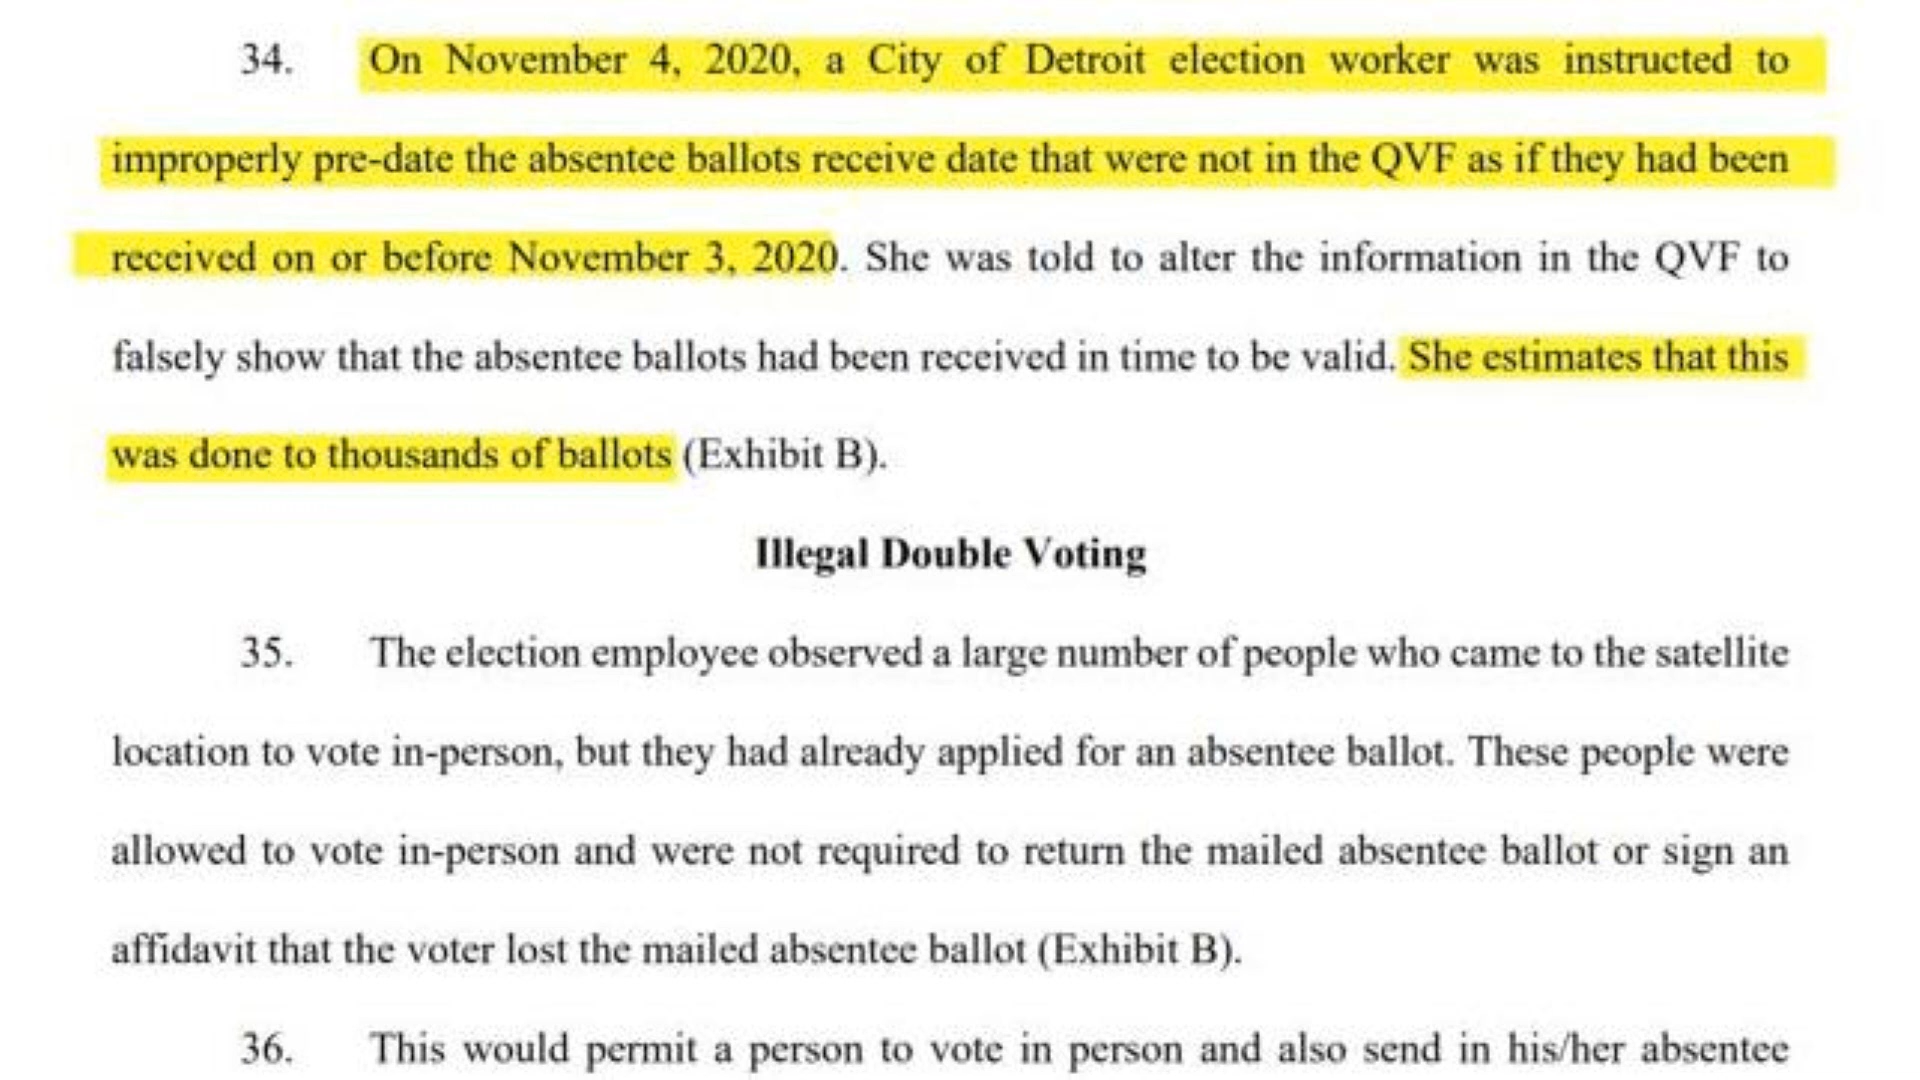 34. On November 4, 2020, a City of Detroit election worker was instructed to
improperly pre-date the absentee ballots receive date that were not in the QVF as if they had been
received on or before November 3, 2020. She was told to alter the information in the QVF to
falsely show that the absentee ballots had been received in time to be valid. She estimates that this
was done to thousands of ballots (Exhibit B).
Illegal Double Voting
35. The election employee observed a large number of people who came to the satellite
location to vote in-person, but they had already applied for an absentee ballot. These people were
allowed to vote in-person and were not required to return the mailed absentee ballot or sign an
affidavit that the voter lost the mailed absentee ballot (Exhibit B).
36. This would permit a person to vote in person and also send in his/her absentee